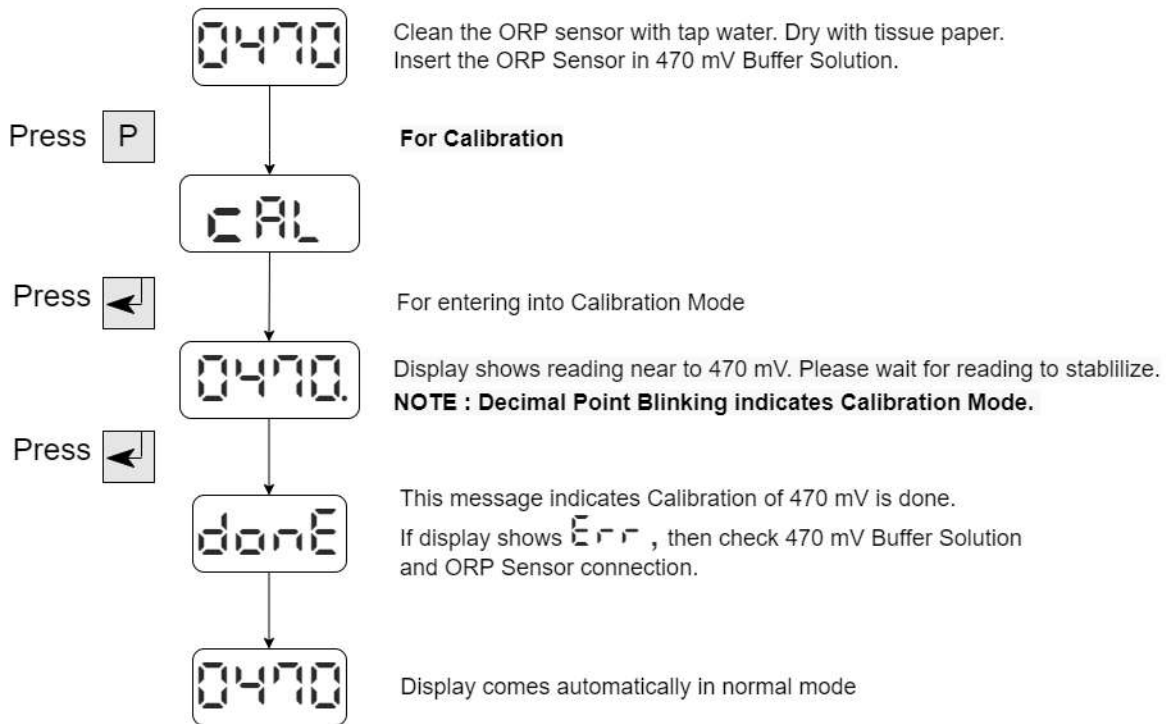 0470
Clean the ORP sensor with tap water. Dry with tissue paper.
Insert the ORP Sensor in 470 mV Buffer Solution.
Press P
For Calibration
cAL
Press
For entering into Calibration Mode
0470.
Display shows reading near to 470 mV. Please wait for reading to stablilize.
NOTE : Decimal Point Blinking indicates Calibration Mode.
Press
donE
This message indicates Calibration of 470 mV is done.
If display shows Err , then check 470 mV Buffer Solution
and ORP Sensor connection.
0470
Display comes automatically in normal mode